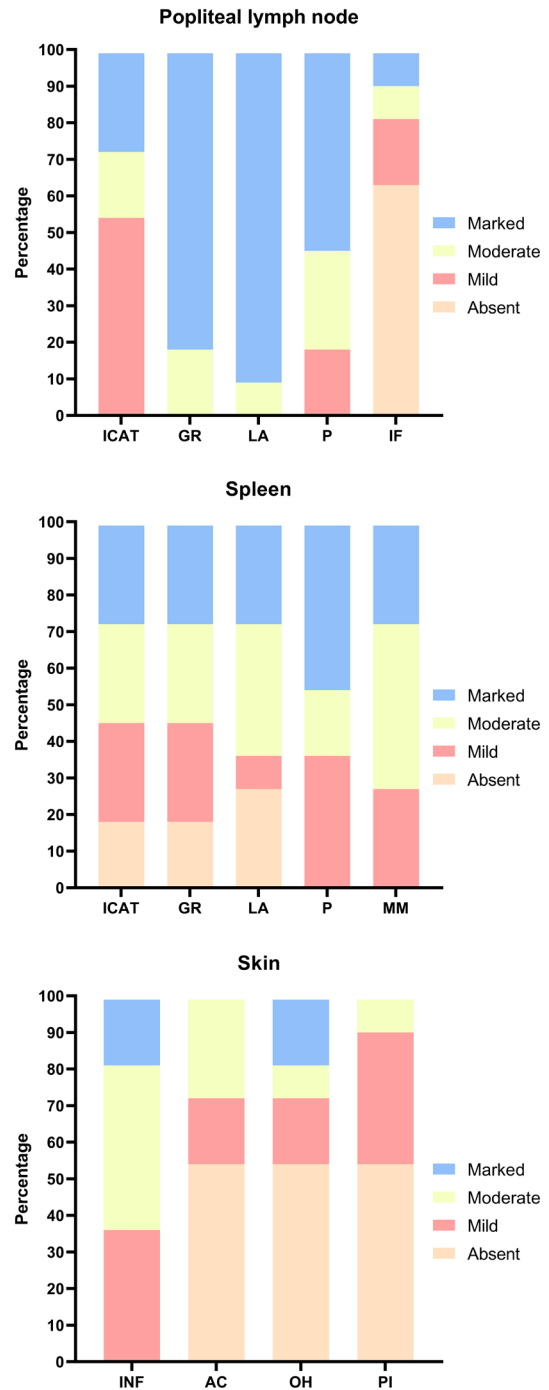 Popliteal lymph node
Percentage
100
90
80
70
60
50
40
30
20
10
0
ICAT GR LA P IF
Marked
Moderate
Mild
Absent
Spleen
Percentage
100
90
80
70
60
50
40
30
20
10
0
ICAT GR LA P MM
Marked
Moderate
Mild
Absent
Skin
Percentage
100
90
80
70
60
50
40
30
20
10
0
INF AC OH PI
Marked
Moderate
Mild
Absent